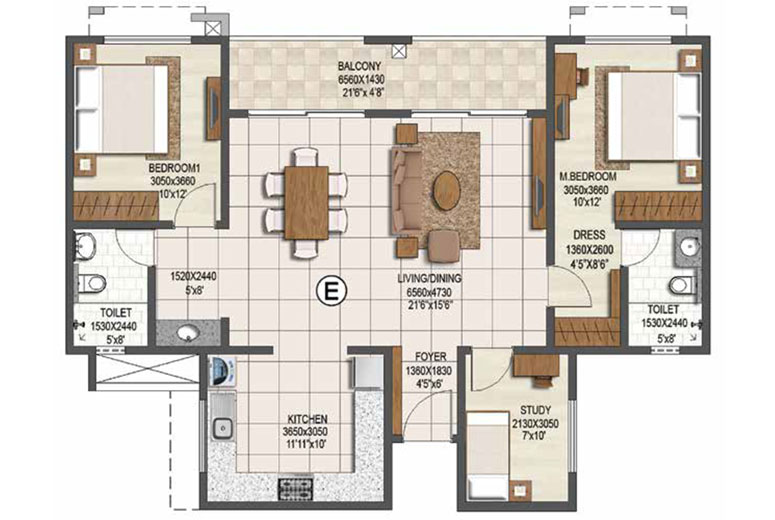 BALCONY
6560X1430
21'6"x 4'8"
BEDROOM1
3050x3660
10'x12'
M.BEDROOM
3050x3660
10'x12'
DRESS
1360X2600
4'5"X8'6"
1520X2440
5'x8'
LIVING/DINING
6560x4730
21'6"x15'6"
E
TOILET
1530X2440
5'x8'
TOILET
1530X2440
5'x8'
FOYER
1360X1830
4'5"x6'
KITCHEN
3650x3050
11'11"x10'
STUDY
2130X3050
7'x10'